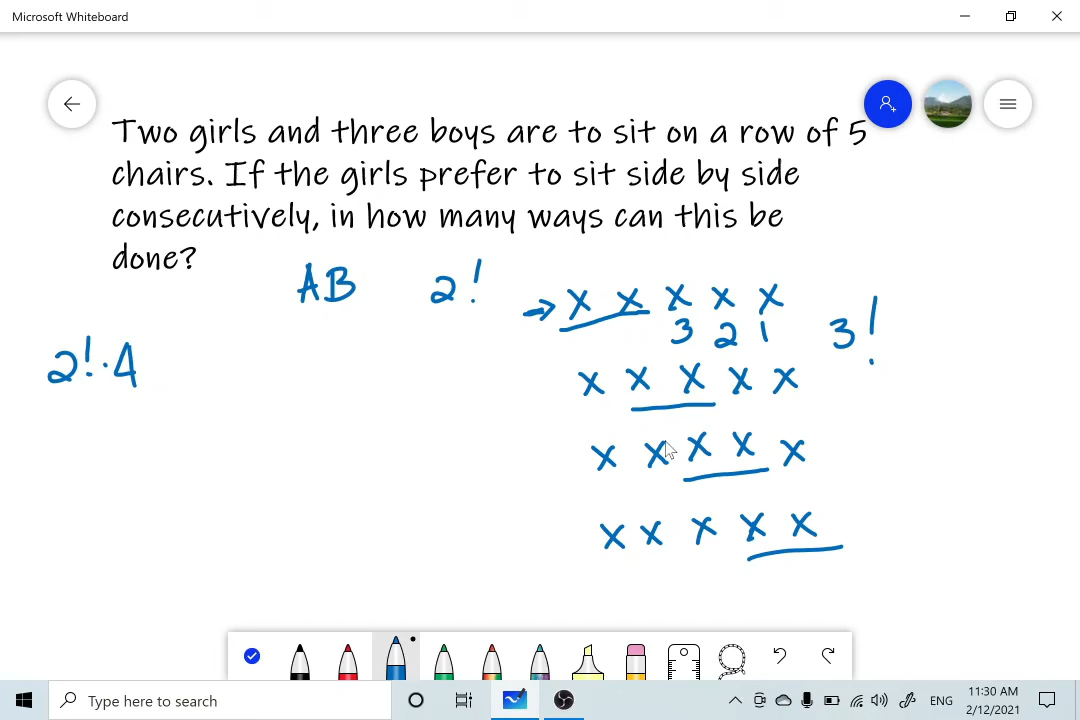 Microsoft Whiteboard
Two girls and three boys are to sit on a row of 5
chairs. If the girls prefer to sit side by side
consecutively, in how many ways can this be
done?
AB 2!
→ x x x x x
3 2 1 3!
2!·4
x x x x x
x x x x x
x x x x x
Type here to search
ENG
11:30 AM
2/12/2021